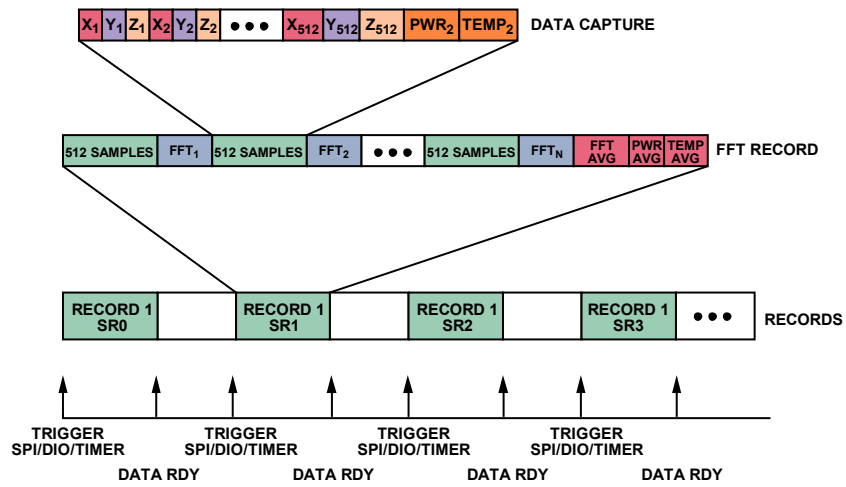 X₁ Y₁ Z₁ X₂ Y₂ Z₂ ••• X₅₁₂ Y₅₁₂ Z₅₁₂ PWR₂ TEMP₂ DATA CAPTURE
512 SAMPLES FFT₁ 512 SAMPLES FFT₂ ••• 512 SAMPLES FFT_N FFT AVG PWR AVG TEMP AVG FFT RECORD
RECORD 1 SR0 RECORD 1 SR1 RECORD 1 SR2 RECORD 1 SR3 ••• RECORDS
TRIGGER SPI/DIO/TIMER TRIGGER SPI/DIO/TIMER TRIGGER SPI/DIO/TIMER TRIGGER SPI/DIO/TIMER
DATA RDY DATA RDY DATA RDY DATA RDY